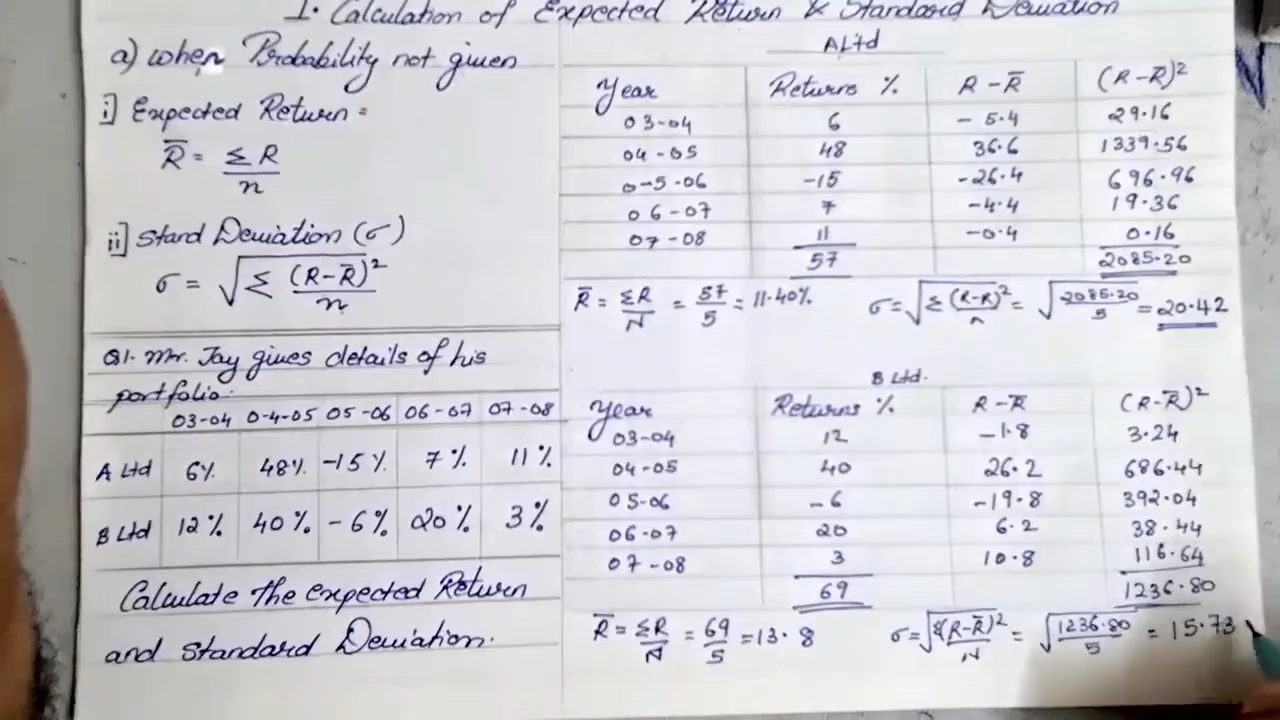 1. Calculation of Expected Return & Standard Deviation
a) When Probability not given
i] Expected Return =
R̅ = ΣR
n
ii] Stand Deviation (σ)
σ = √Σ (R-R̅)²
n
Q1. Mr. Jay gives details of his
portfolio.
03-04 0-4-05 05-06 06-07 07-08
A Ltd 6% 48% -15% 7% 11%
B Ltd 12% 40% -6% 20% 3%
Calculate the expected Return
and standard Deviation.
A Ltd
Year Returns % R-R̅ (R-R̅)²
03-04 6 -5.4 29.16
04-05 48 36.6 1339.56
0-5-06 -15 -26.4 696.96
06-07 7 -4.4 19.36
07-08 11 -0.4 0.16
57 2085.20
R̅ = ΣR/N = 57/5 = 11.40% σ = √Σ(R-R)²/n = √2085.20/5 = 20.42
B Ltd.
Year Returns % R-R̅ (R-R̅)²
03-04 12 -1.8 3.24
04-05 40 26.2 686.44
05-06 -6 -19.8 392.04
06-07 20 6.2 38.44
07-08 3 10.8 116.64
69 1236.80
R̅ = ΣR/N = 69/5 = 13.8 σ = √Σ(R-R̅)²/N = √1236.80/5 = 15.73